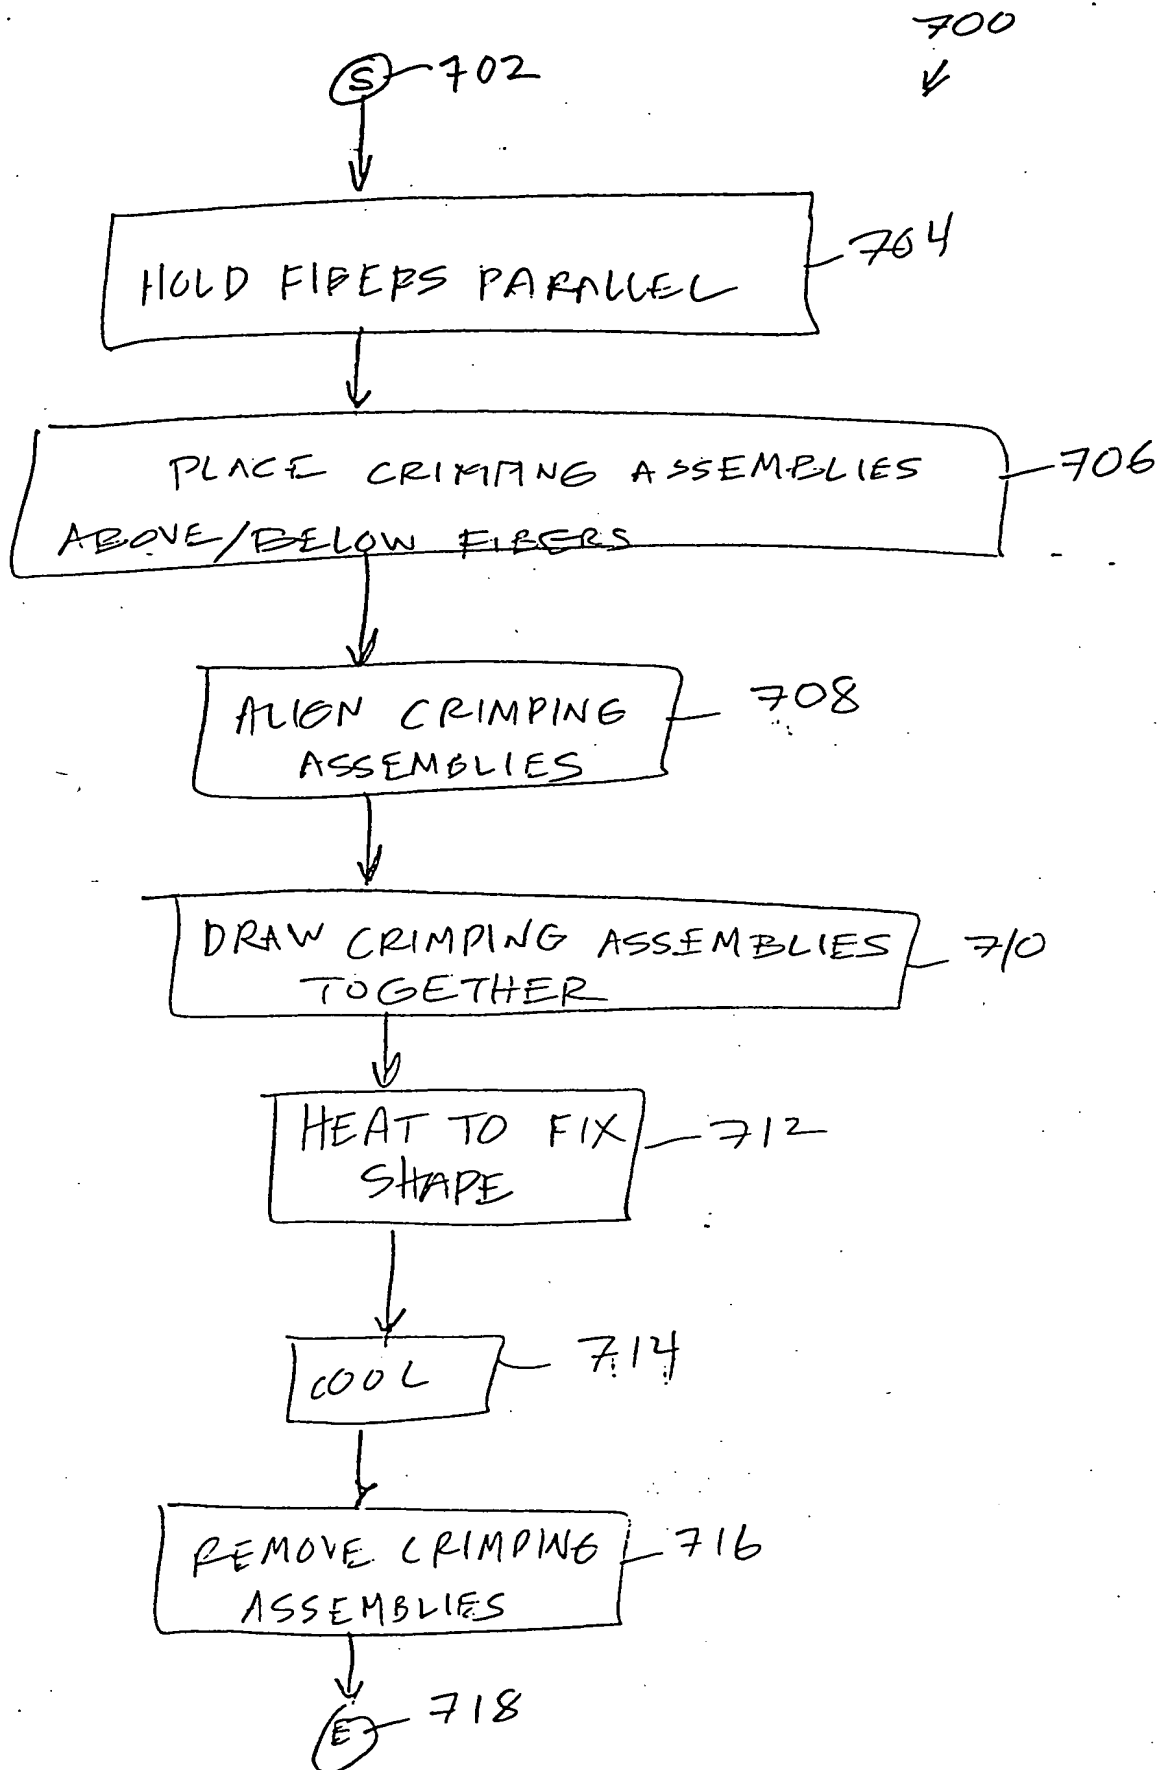 700
S 702
HOLD FIBERS PARALLEL 704
PLACE CRIMPING ASSEMBLIES 706
ABOVE/BELOW FIBERS
ALIGN CRIMPING 708
ASSEMBLIES
DRAW CRIMPING ASSEMBLIES 710
TOGETHER
HEAT TO FIX 712
SHAPE
COOL 714
REMOVE CRIMPING 716
ASSEMBLIES
E 718